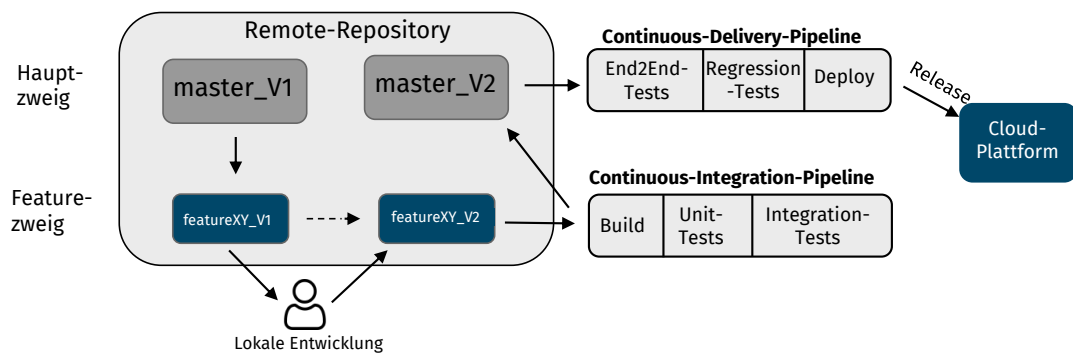 Remote-Repository
Haupt-
zweig
master_V1
master_V2
Continuous-Delivery-Pipeline
End2End-
Tests
Regression
-Tests
Deploy
Release
Cloud-
Plattform
Feature-
zweig
featureXY_V1
featureXY_V2
Continuous-Integration-Pipeline
Build
Unit-
Tests
Integration-
Tests
Lokale Entwicklung